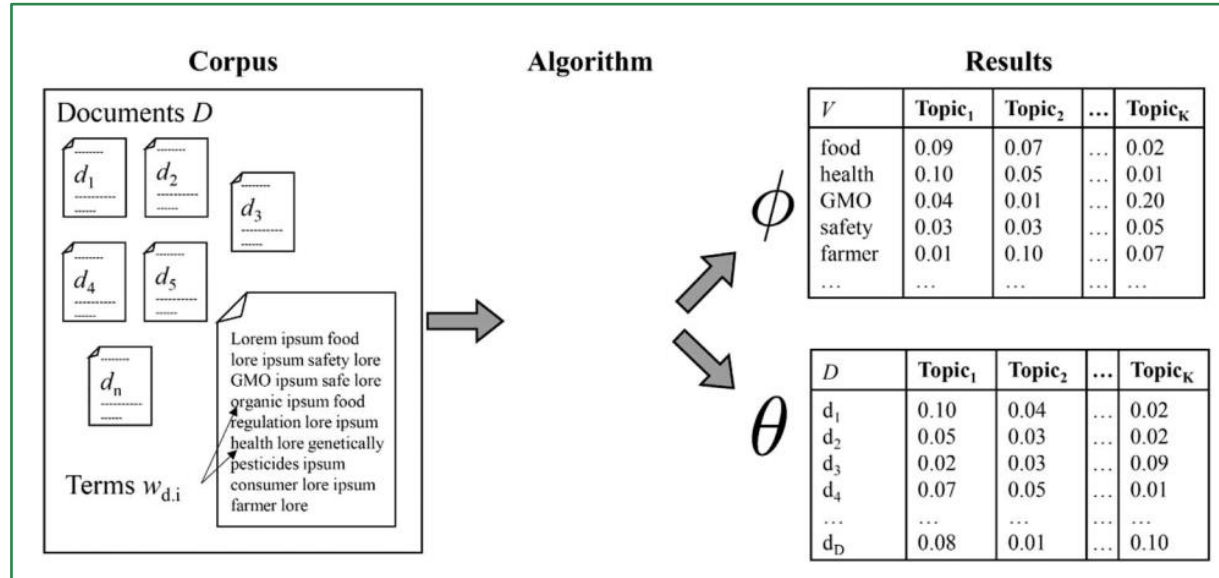 Corpus
Documents D
d1
d2
d3
d4
d5
dn
Lorem ipsum food
lore ipsum safety lore
GMO ipsum safe lore
organic ipsum food
regulation lore ipsum
health lore genetically
pesticides ipsum
consumer lore ipsum
farmer lore
Terms wd.i
Algorithm
Results
ϕ
V Topic1 Topic2 ... TopicK
food 0.09 0.07 ... 0.02
health 0.10 0.05 ... 0.01
GMO 0.04 0.01 ... 0.20
safety 0.03 0.03 ... 0.05
farmer 0.01 0.10 ... 0.07
... ... ... ... ...
θ
D Topic1 Topic2 ... TopicK
d1 0.10 0.04 ... 0.02
d2 0.05 0.03 ... 0.02
d3 0.02 0.03 ... 0.09
d4 0.07 0.05 ... 0.01
... ... ... ... ...
dD 0.08 0.01 ... 0.10